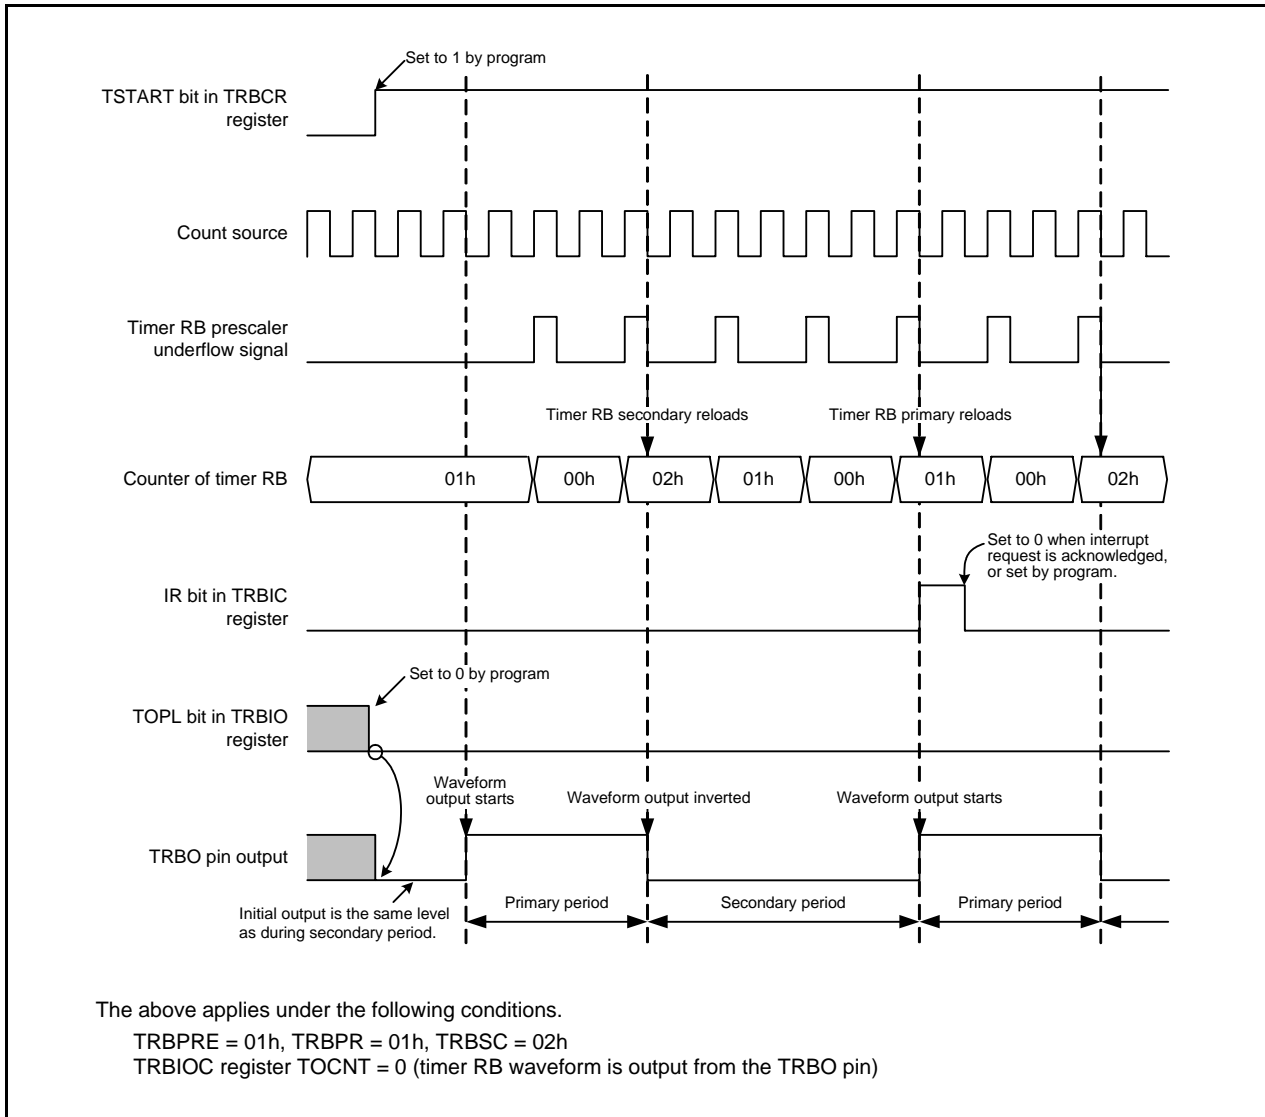 Set to 1 by program
TSTART bit in TRBCR
register
Count source
Timer RB prescaler
underflow signal
Timer RB secondary reloads
Timer RB primary reloads
Counter of timer RB
01h
00h
02h
01h
00h
01h
00h
02h
Set to 0 when interrupt
request is acknowledged,
or set by program.
IR bit in TRBIC
register
Set to 0 by program
TOPL bit in TRBIO
register
Waveform
output starts
Waveform output inverted
Waveform output starts
TRBO pin output
Initial output is the same level
as during secondary period.
Primary period
Secondary period
Primary period
The above applies under the following conditions.
TRBPRE = 01h, TRBPR = 01h, TRBSC = 02h
TRBIOC register TOCNT = 0 (timer RB waveform is output from the TRBO pin)